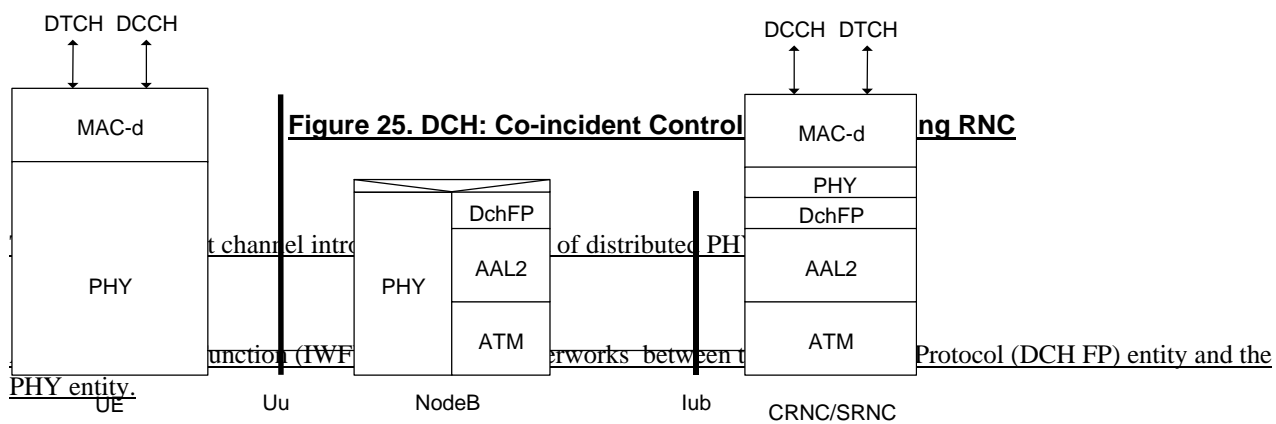 DTCH DCCH
DCCH DTCH
MAC-d
Figure 25. DCH: Co-incident Control ng RNC
MAC-d
PHY
DchFP
DchFP
t channel intro of distributed PHY
PHY
PHY
AAL2
AAL2
ATM
ATM
unction (IWF erworks between t Protocol (DCH FP) entity and the
PHY entity.
UE
Uu
NodeB
Iub
CRNC/SRNC